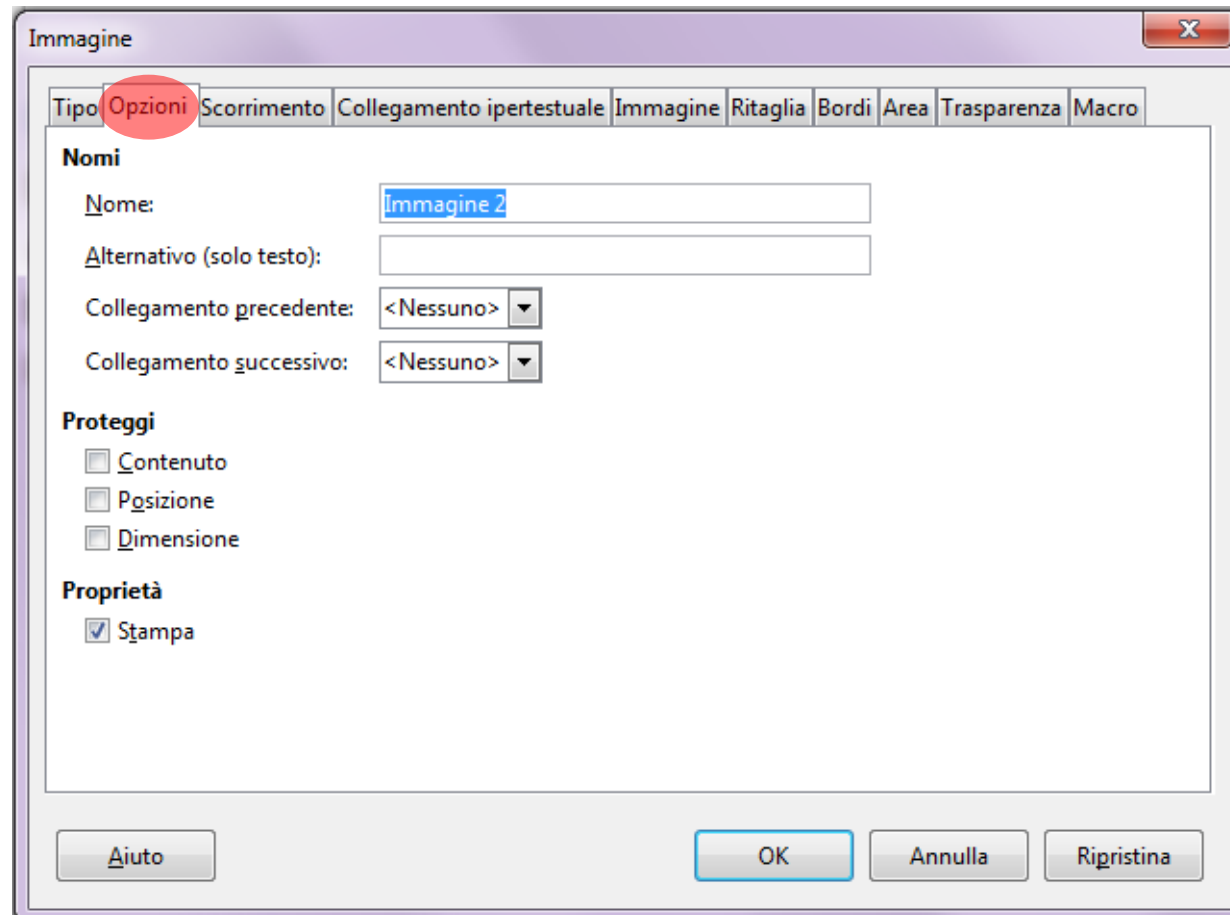 Immagine
Tipo Opzioni Scorrimento Collegamento ipertestuale Immagine Ritaglia Bordi Area Trasparenza Macro
Nomi
Nome: Immagine 2
Alternativo (solo testo):
Collegamento precedente: <Nessuno>
Collegamento successivo: <Nessuno>
Proteggi
Contenuto
Posizione
Dimensione
Proprietà
Stampa
Aiuto OK Annulla Ripristina